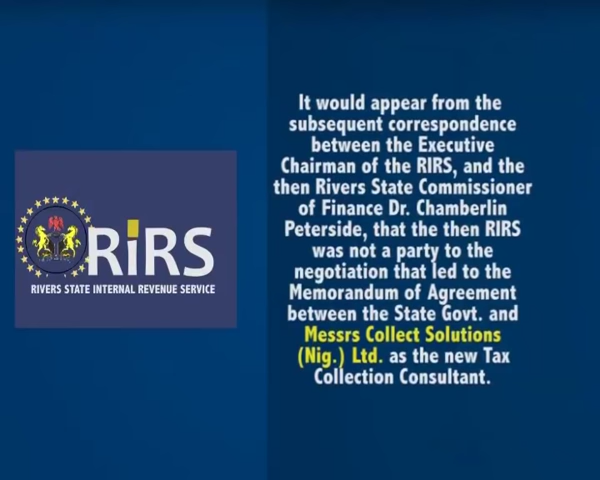 RiRS
RIVERS STATE INTERNAL REVENUE SERVICE
It would appear from the
subsequent correspondence
between the Executive
Chairman of the RIRS, and the
then Rivers State Commissioner
of Finance Dr. Chamberlin
Peterside, that the then RIRS
was not a party to the
negotiation that led to the
Memorandum of Agreement
between the State Govt. and
Messrs Collect Solutions
(Nig.) Ltd. as the new Tax
Collection Consultant.